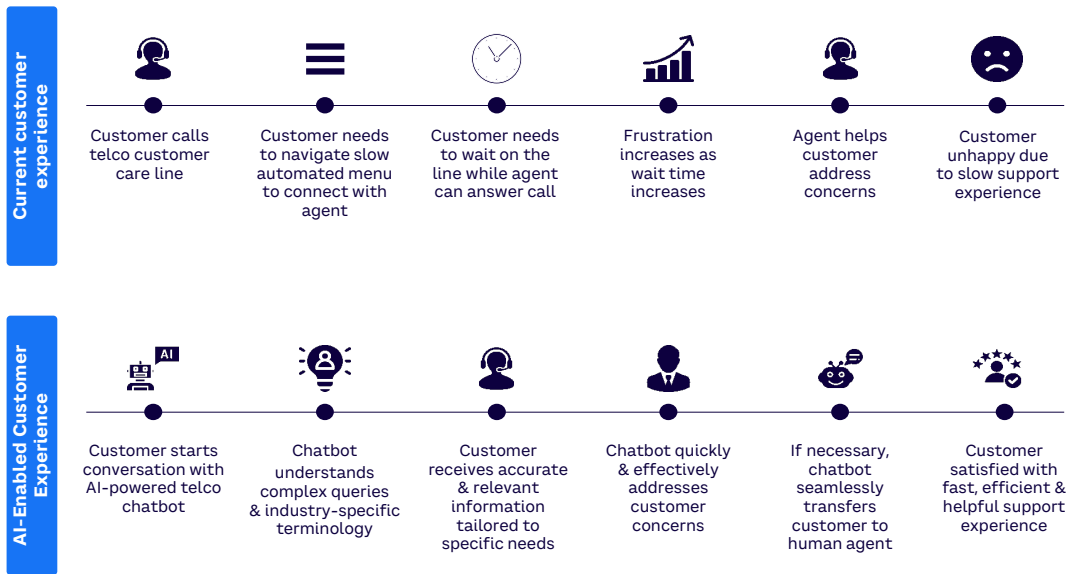 Current customer
experience
Customer calls
telco customer
care line
Customer needs
to navigate slow
automated menu
to connect with
agent
Customer needs
to wait on the
line while agent
can answer call
Frustration
increases as
wait time
increases
Agent helps
customer
address
concerns
Customer
unhappy due
to slow support
experience
AI-Enabled Customer
Experience
AI
Customer starts
conversation with
AI-powered telco
chatbot
Chatbot
understands
complex queries
& industry-specific
terminology
Customer
receives accurate
& relevant
information
tailored to
specific needs
Chatbot quickly
& effectively
addresses
customer
concerns
If necessary,
chatbot
seamlessly
transfers
customer to
human agent
Customer
satisfied with
fast, efficient &
helpful support
experience